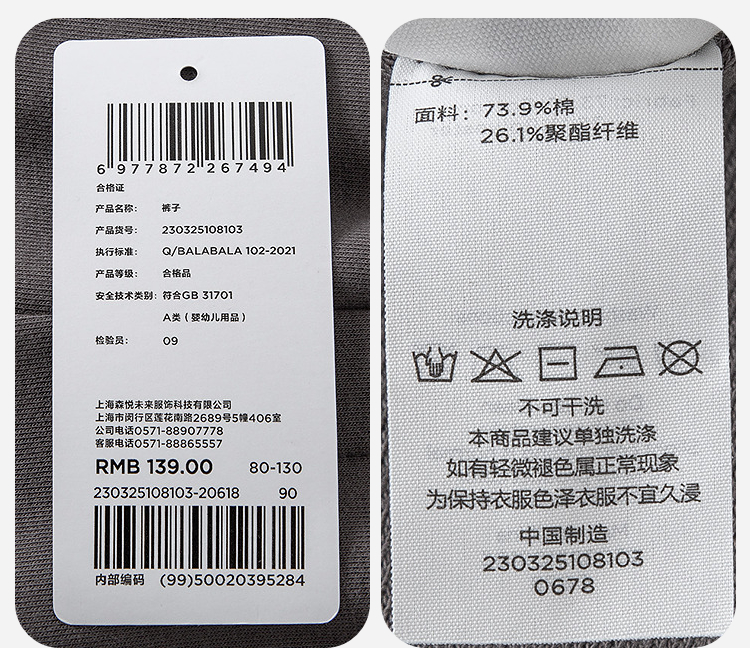 6 977872 267494
合格证
产品名称: 裤子
产品货号: 230325108103
执行标准: Q/BALABALA 102-2021
产品等级: 合格品
安全技术类别: 符合GB 31701
A类(婴幼儿用品)
检验员: 09
上海森悦未来服饰科技有限公司
上海市闵行区莲花南路2689号5幢406室
公司电话0571-88907778
客服电话0571-88865557
RMB 139.00 80-130
230325108103-20618 90
内部编码 (99)50020395284
面料: 73.9%棉
26.1%聚酯纤维
洗涤说明
不可干洗
本商品建议单独洗涤
如有轻微褪色属正常现象
为保持衣服色泽衣服不宜久浸
中国制造
230325108103
0678